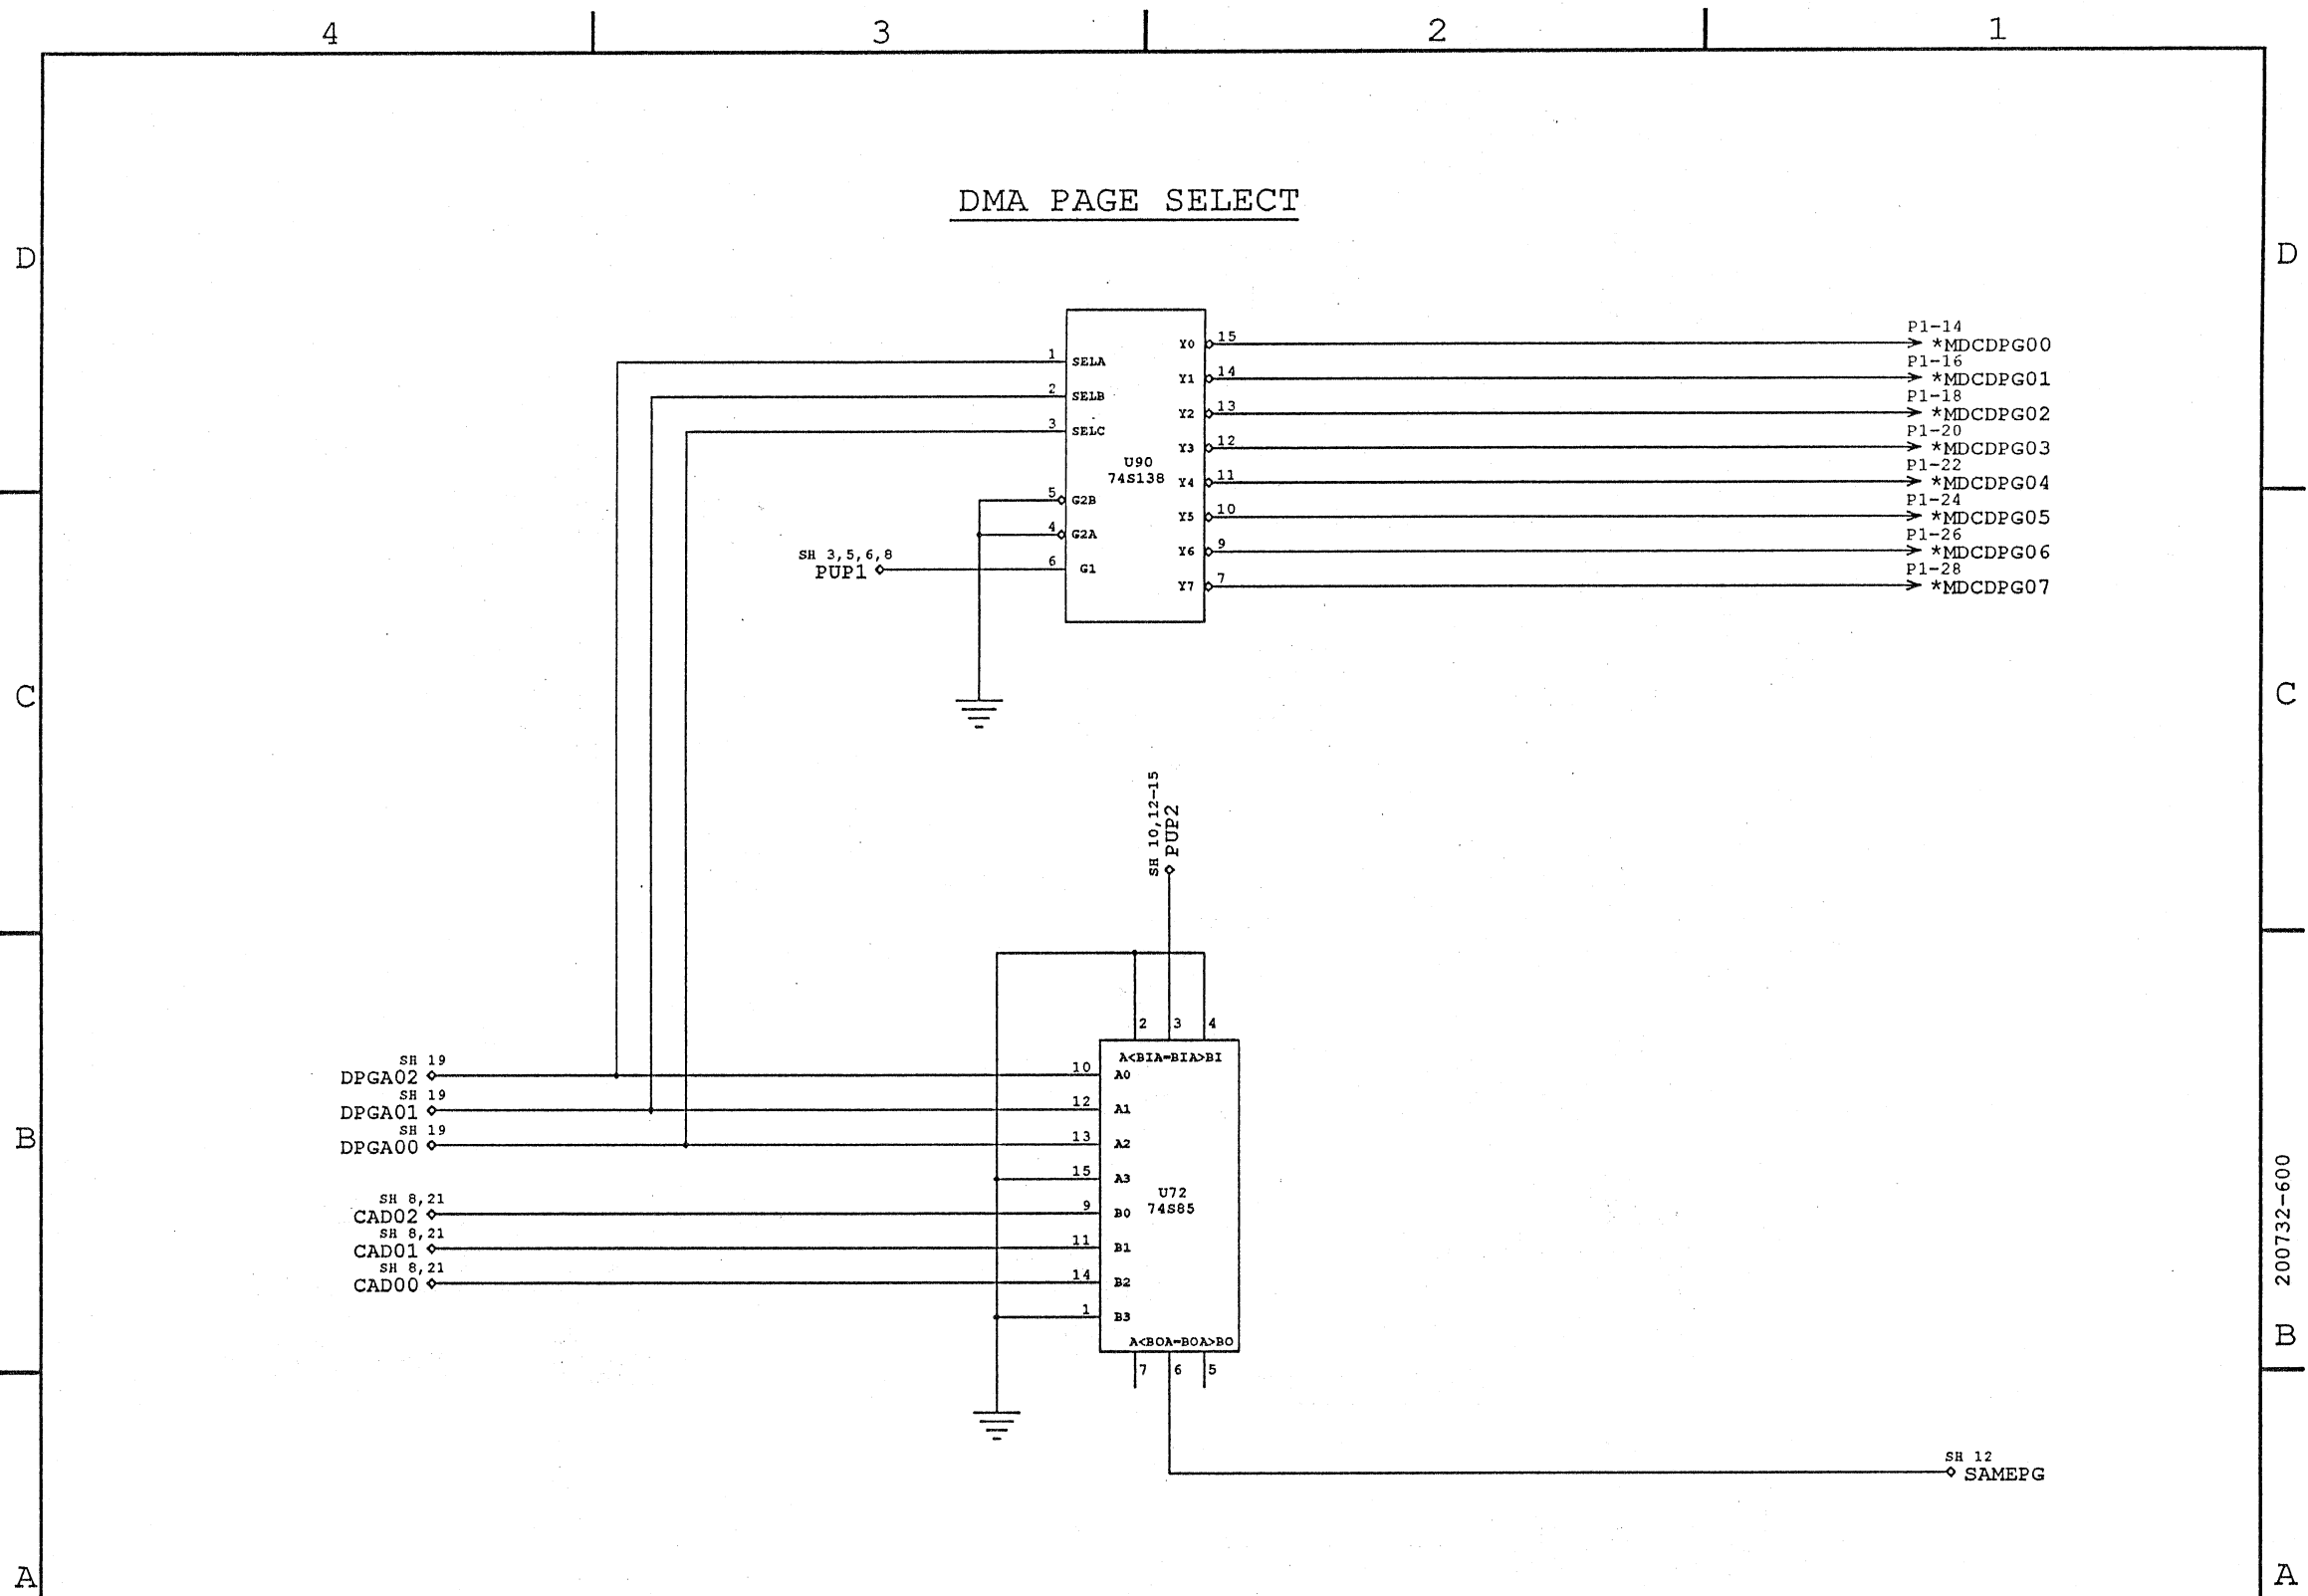 4 3 2 1
DMA PAGE SELECT
D D
P1-14
Y0 15 *MDCDPG00
1 SELA
P1-16
Y1 14 *MDCDPG01
2 SELB
P1-18
Y2 13 *MDCDPG02
3 SELC
P1-20
Y3 12 *MDCDPG03
U90
74S138
P1-22
Y4 11 *MDCDPG04
5 G2B
P1-24
Y5 10 *MDCDPG05
4 G2A
P1-26
Y6 9 *MDCDPG06
SH 3,5,6,8
PUP1 6 G1
P1-28
Y7 7 *MDCDPG07
C C
SH 10,12-15
PUP2
2 3 4
A<BIA=BIA>BI
SH 19
DPGA02 10 A0
SH 19
DPGA01 12 A1
SH 19
DPGA00 13 A2
B
15 A3
U72
74S85
SH 8,21
CAD02 9 B0
SH 8,21
CAD01 11 B1
SH 8,21
CAD00 14 B2
1 B3
A<BOA=BOA>BO
7 6 5
200732-600
B
SH 12
SAMEPG
A A